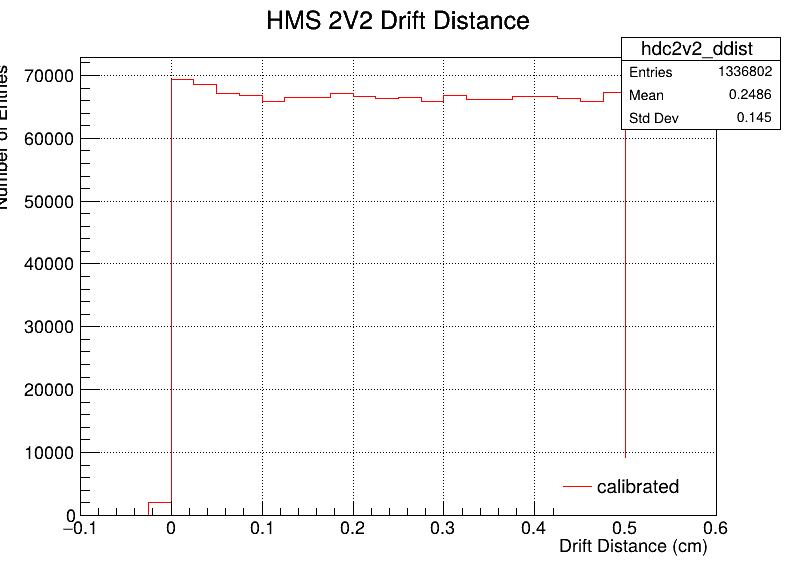 HMS 2V2 Drift Distance
hdc2v2_ddist
Entries 1336802
Mean 0.2486
Std Dev 0.145
Number of Entries
70000
60000
50000
40000
30000
20000
10000
0
−0.1 0 0.1 0.2 0.3 0.4 0.5 0.6
calibrated
Drift Distance (cm)